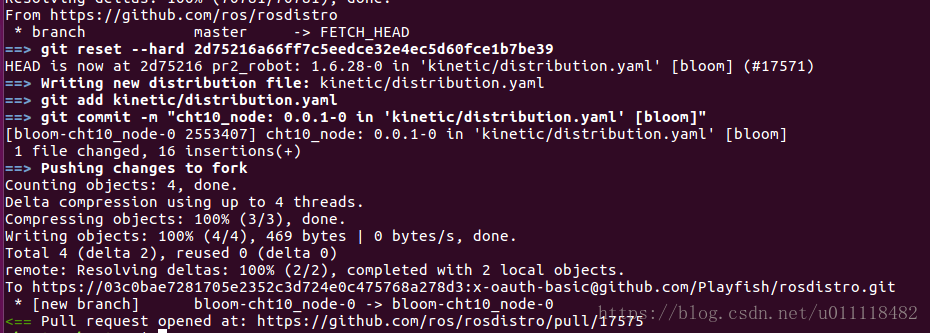 Resolving deltas: 100% (70781/70781), done.
From https://github.com/ros/rosdistro
 * branch            master     -> FETCH_HEAD
==> git reset --hard 2d75216a66ff7c5eedce32e4ec5d60fce1b7be39
HEAD is now at 2d75216 pr2_robot: 1.6.28-0 in 'kinetic/distribution.yaml' [bloom] (#17571)
==> Writing new distribution file: kinetic/distribution.yaml
==> git add kinetic/distribution.yaml
==> git commit -m "cht10_node: 0.0.1-0 in 'kinetic/distribution.yaml' [bloom]"
[bloom-cht10_node-0 2553407] cht10_node: 0.0.1-0 in 'kinetic/distribution.yaml' [bloom]
 1 file changed, 16 insertions(+)
==> Pushing changes to fork
Counting objects: 4, done.
Delta compression using up to 4 threads.
Compressing objects: 100% (3/3), done.
Writing objects: 100% (4/4), 469 bytes | 0 bytes/s, done.
Total 4 (delta 2), reused 0 (delta 0)
remote: Resolving deltas: 100% (2/2), completed with 2 local objects.
To https://03c0bae7281705e2352c3d724e0c475768a278d3:x-oauth-basic@github.com/Playfish/rosdistro.git
 * [new branch]      bloom-cht10_node-0 -> bloom-cht10_node-0
<== Pull request opened at: https://github.com/ros/rosdistro/pull/17575
https://blog.csdn.net/u011118482